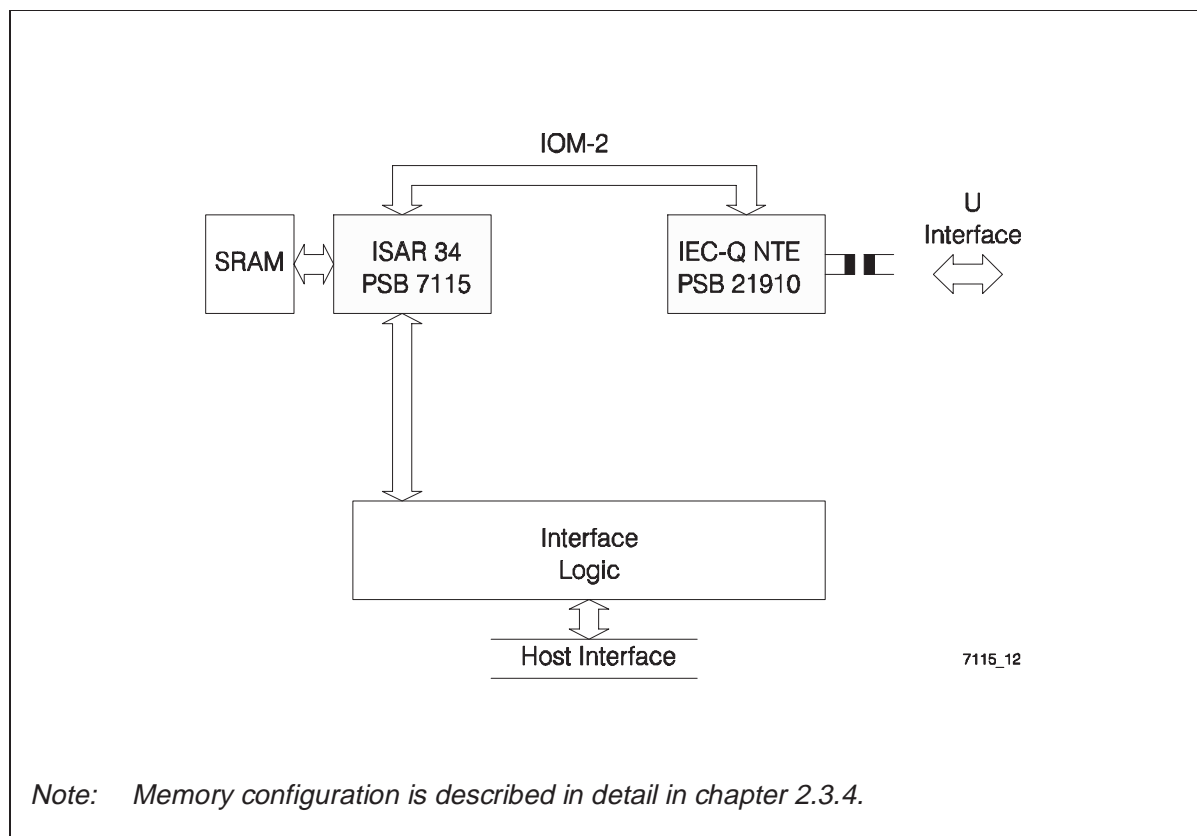 IOM-2
SRAM
ISAR 34
PSB 7115
IEC-Q NTE
PSB 21910
U
Interface
Interface
Logic
Host Interface
7115_12
Note: Memory configuration is described in detail in chapter 2.3.4.